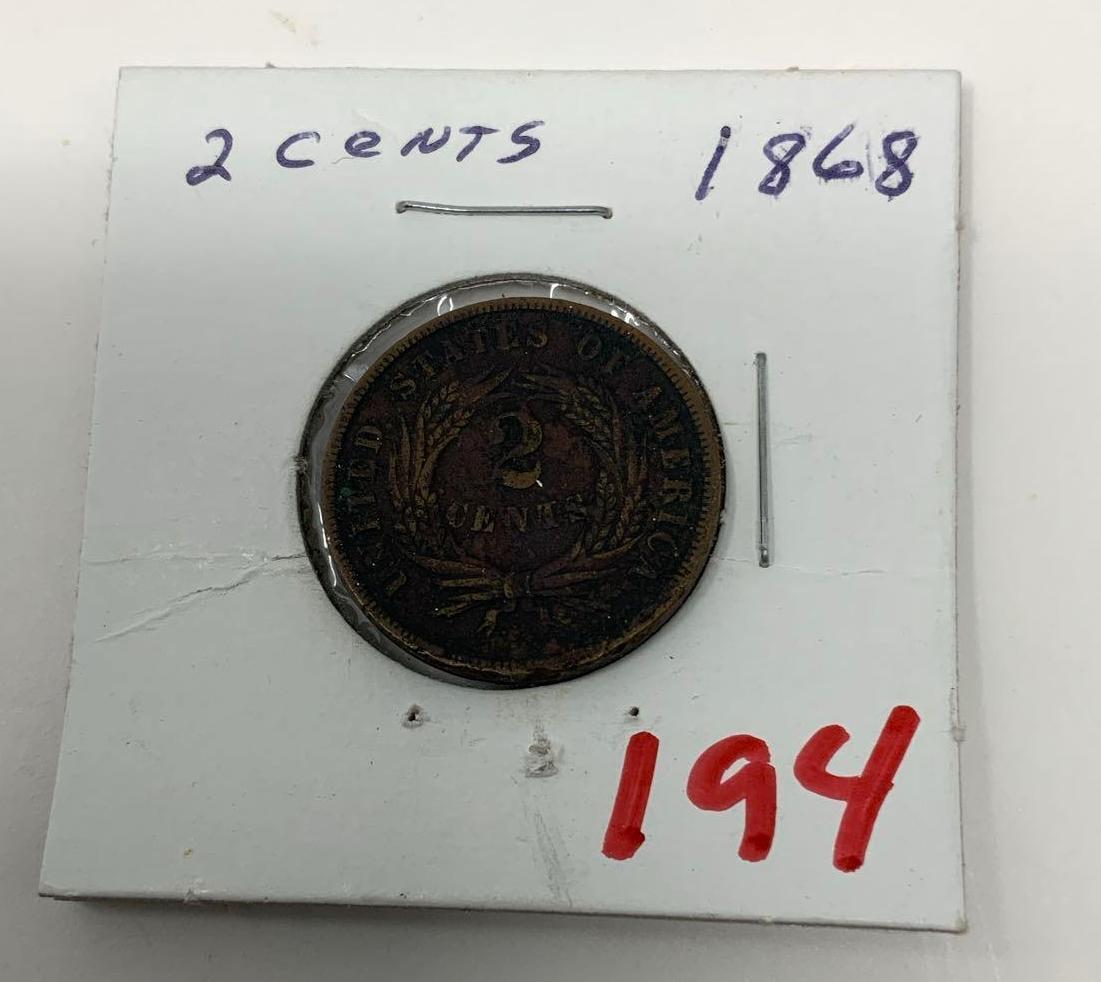 2 CeNTS 1868
UNITED STATES OF AMERICA
2
CENTS
194